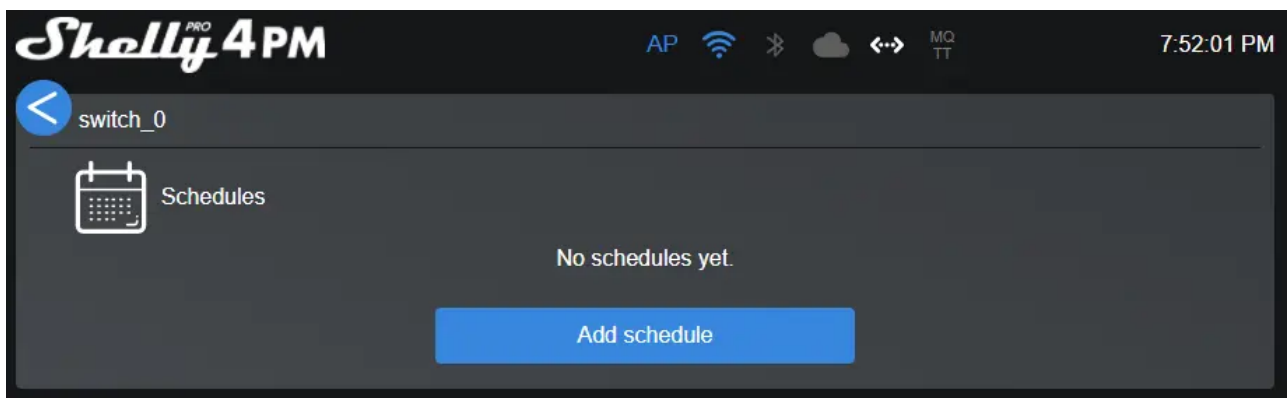 Shelly PRO 4PM
AP
MQ
TT
7:52:01 PM
switch_0
Schedules
No schedules yet.
Add schedule